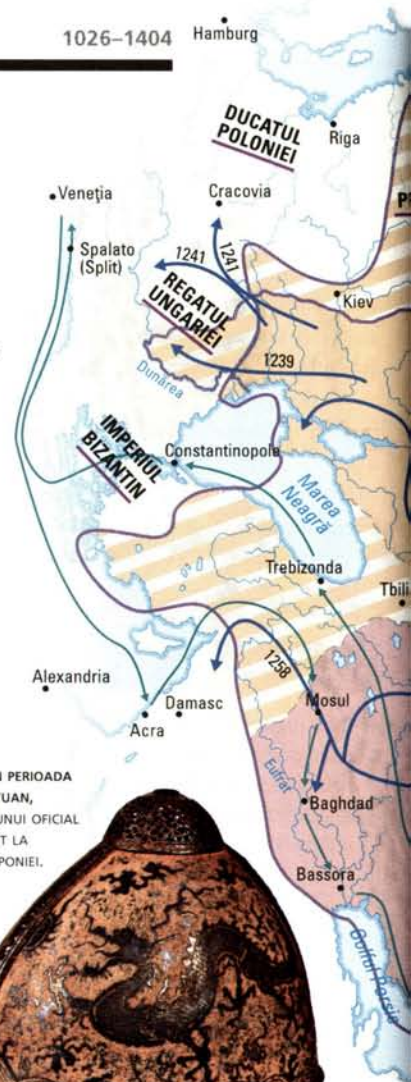 1026–1404
Hamburg
DUCATUL
POLONIEI
Riga
Veneţia
Cracovia
Spalato
(Split)
1241
1241
REGATUL
UNGARIEI
Kiev
Dunărea
1239
IMPERIUL
BIZANTIN
Constantinopole
Marea
Neagră
Trebizonda
Alexandria
Damasc
Acra
1258
Mosul
Eufrat
Baghdad
Bassora
Golful Persic
PERIOADA
YUAN,
UNUI OFICIAL
T LA
PONIEI.